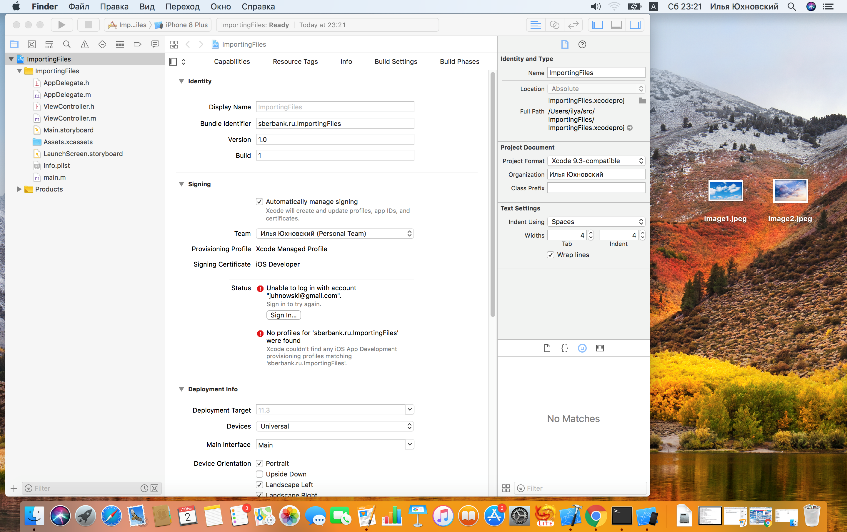 Finder Файл Правка Вид Переход Окно Справка
Сб 23:21 Илья Юхновский
Imp...iles iPhone 8 Plus
ImportingFiles: Ready Today at 23:21
ImportingFiles
ImportingFiles
ImportingFiles
AppDelegate.h
AppDelegate.m
ViewController.h
ViewController.m
Main.storyboard
Assets.xcassets
LaunchScreen.storyboard
Info.plist
main.m
Products
Filter
Capabilities Resource Tags Info Build Settings Build Phases
Identity
Display Name ImportingFiles
Bundle Identifier sberbank.ru.ImportingFiles
Version 1.0
Build 1
Signing
Automatically manage signing
Xcode will create and update profiles, app IDs, and
certificates.
Team Илья Юхновский (Personal Team)
Provisioning Profile Xcode Managed Profile
Signing Certificate iOS Developer
Status Unable to log in with account
"juhnowski@gmail.com".
Sign in to try again.
Sign In...
No profiles for 'sberbank.ru.ImportingFiles'
were found
Xcode couldn't find any iOS App Development
provisioning profiles matching
'sberbank.ru.ImportingFiles'.
Deployment Info
Deployment Target 11.3
Devices Universal
Main Interface Main
Device Orientation Portrait
Upside Down
Landscape Left
Landscape Right
Identity and Type
Name ImportingFiles
Location Absolute
ImportingFiles.xcodeproj
Full Path /Users/ilya/src/
ImportingFiles/
ImportingFiles.xcodeproj
Project Document
Project Format Xcode 9.3-compatible
Organization Илья Юхновский
Class Prefix
Text Settings
Indent Using Spaces
Widths 4 4
Tab Indent
Wrap lines
No Matches
Filter
Image1.jpeg
Image2.jpeg